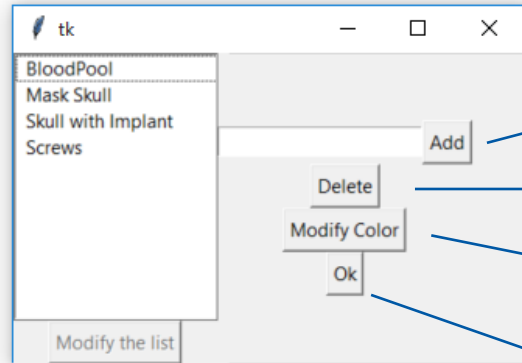 tk
BloodPool
Mask Skull
Skull with Implant
Screws
Add
Delete
Modify Color
Ok
Modify the list